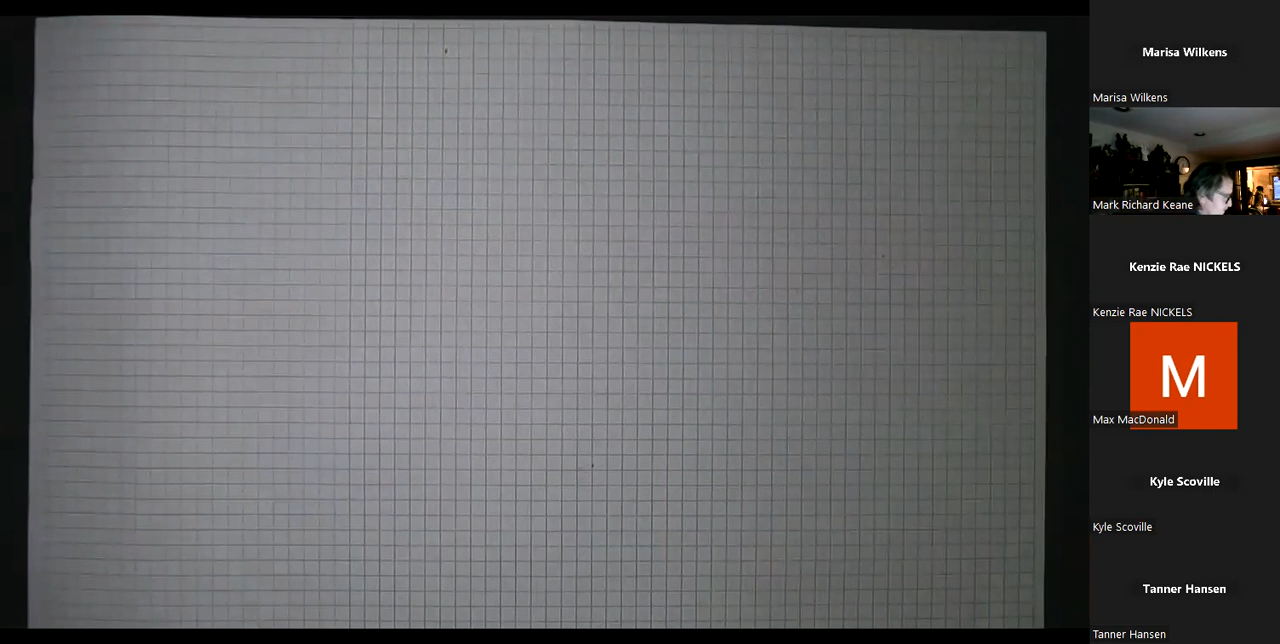 Marisa Wilkens
Marisa Wilkens
Mark Richard Keane
Kenzie Rae NICKELS
Kenzie Rae NICKELS
M
Max MacDonald
Kyle Scoville
Kyle Scoville
Tanner Hansen
Tanner Hansen